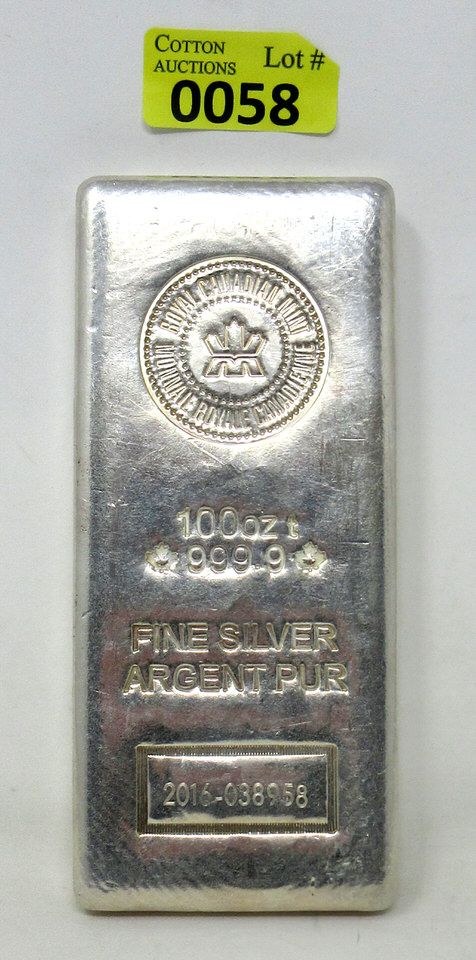 COTTON
AUCTIONS
Lot #
0058
ROYAL CANADIAN MINT
MONNAIE ROYALE CANADIENNE
M
100oz t
999.9
FINE SILVER
ARGENT PUR
2016-038958